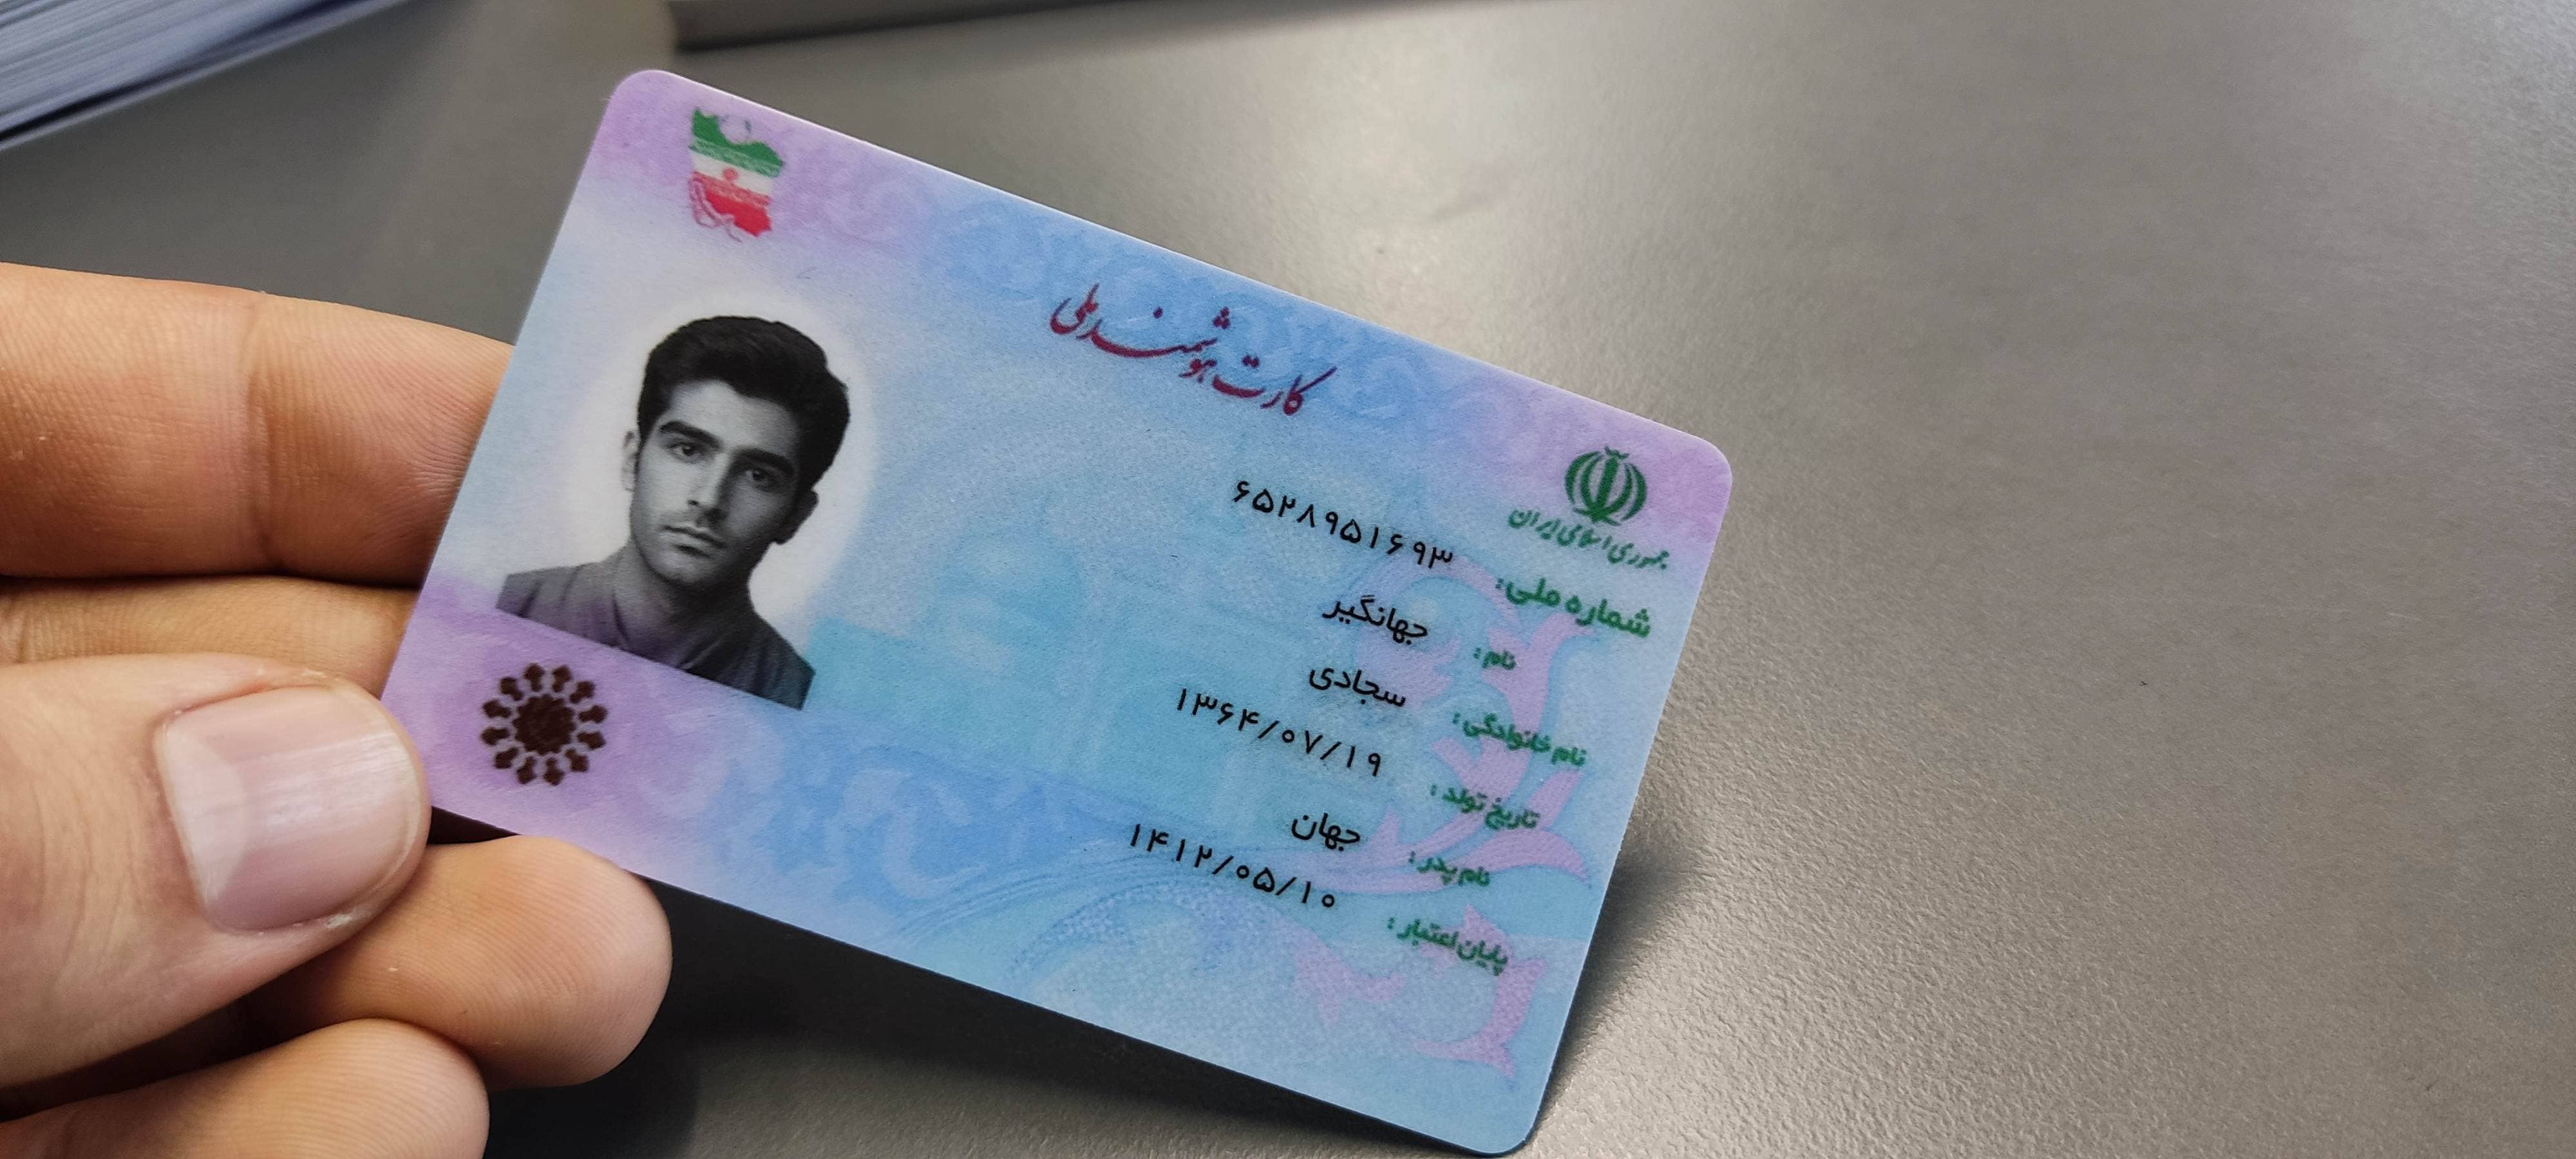 کارت هوشمند ملی
جمهوری اسلامی ایران
شماره ملی: ۶۵۲۸۹۵۱۶۹۳
نام: جهانگیر
نام خانوادگی: سجادی
تاریخ تولد: ۱۳۶۴/۰۷/۱۹
نام پدر: جهان
پایان اعتبار: ۱۴۱۲/۰۵/۱۰